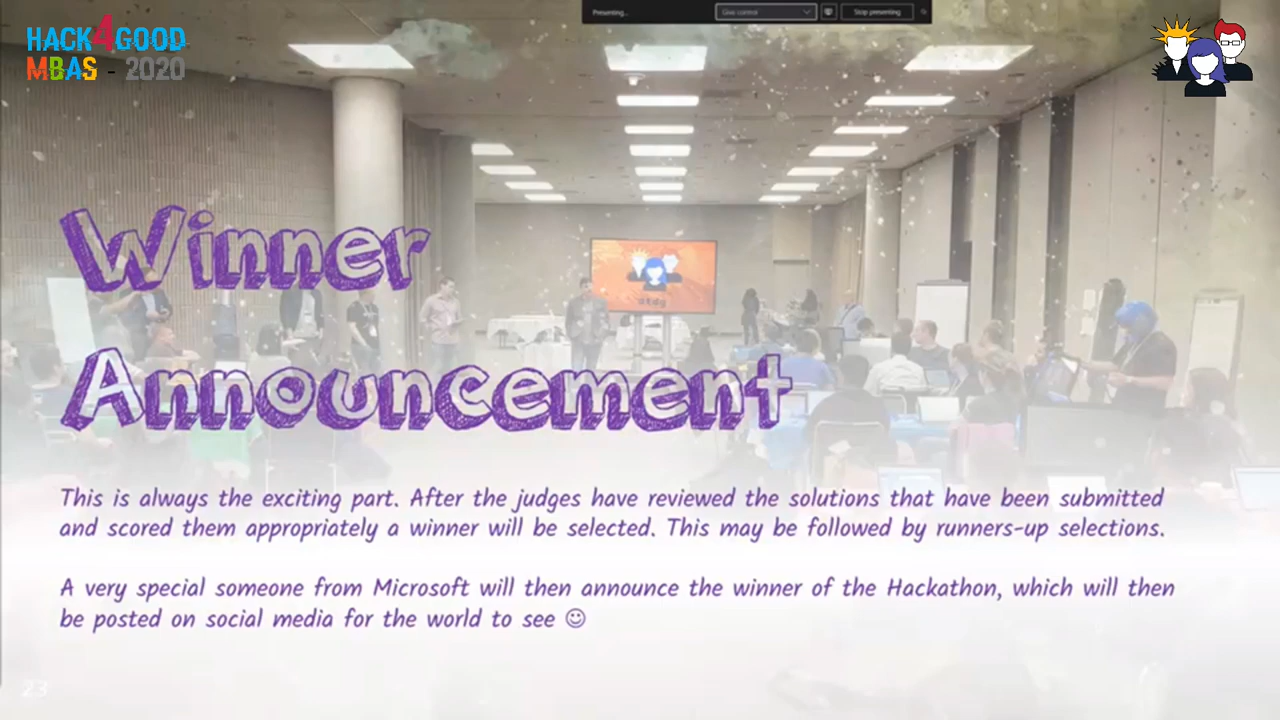 Presenting...
Give control
Stop presenting
HACK4GOOD
MBAS - 2020
Winner
Announcement
This is always the exciting part. After the judges have reviewed the solutions that have been submitted
and scored them appropriately a winner will be selected. This may be followed by runners-up selections.
A very special someone from Microsoft will then announce the winner of the Hackathon, which will then
be posted on social media for the world to see ☺
23